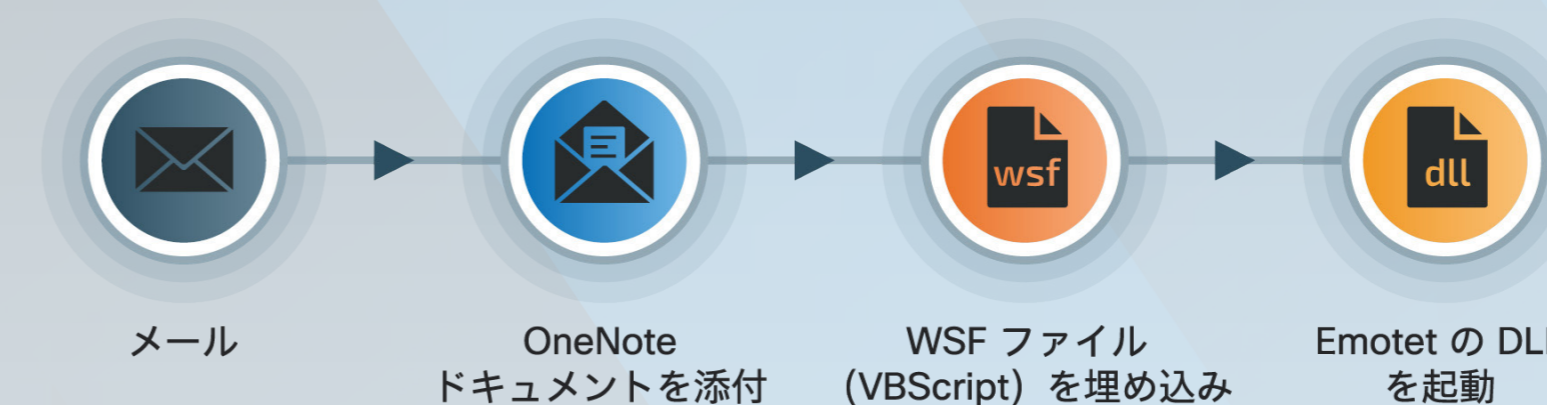 wsf
dll
メール
OneNote
ドキュメントを添付
WSF ファイル
(VBScript) を埋め込み
Emotet の DLL
を起動